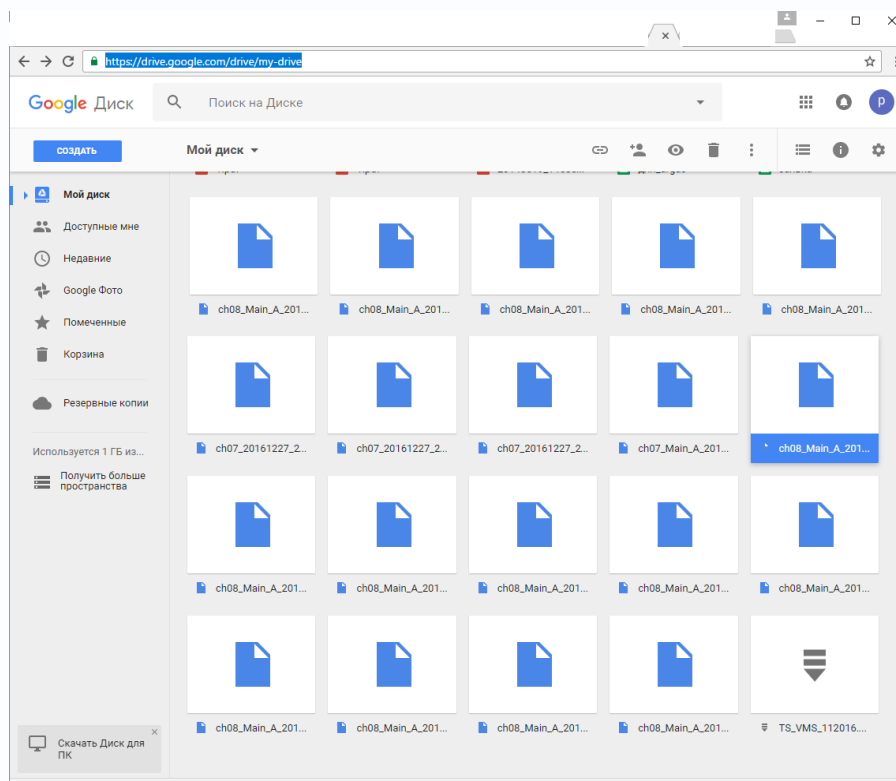 https://drive.google.com/drive/my-drive
Google Диск
Поиск на Диске
p
СОЗДАТЬ
Мой диск
Мой диск
Доступные мне
Недавние
Google Фото
Помеченные
Корзина
Резервные копии
Используется 1 ГБ из...
Получить больше
пространства
ch08_Main_A_201...
ch08_Main_A_201...
ch08_Main_A_201...
ch08_Main_A_201...
ch08_Main_A_201...
ch07_20161227_2...
ch07_20161227_2...
ch07_20161227_2...
ch07_Main_A_201...
ch08_Main_A_201...
ch08_Main_A_201...
ch08_Main_A_201...
ch08_Main_A_201...
ch08_Main_A_201...
ch08_Main_A_201...
ch08_Main_A_201...
ch08_Main_A_201...
ch08_Main_A_201...
ch08_Main_A_201...
TS_VMS_112016....
Скачать Диск для
ПК